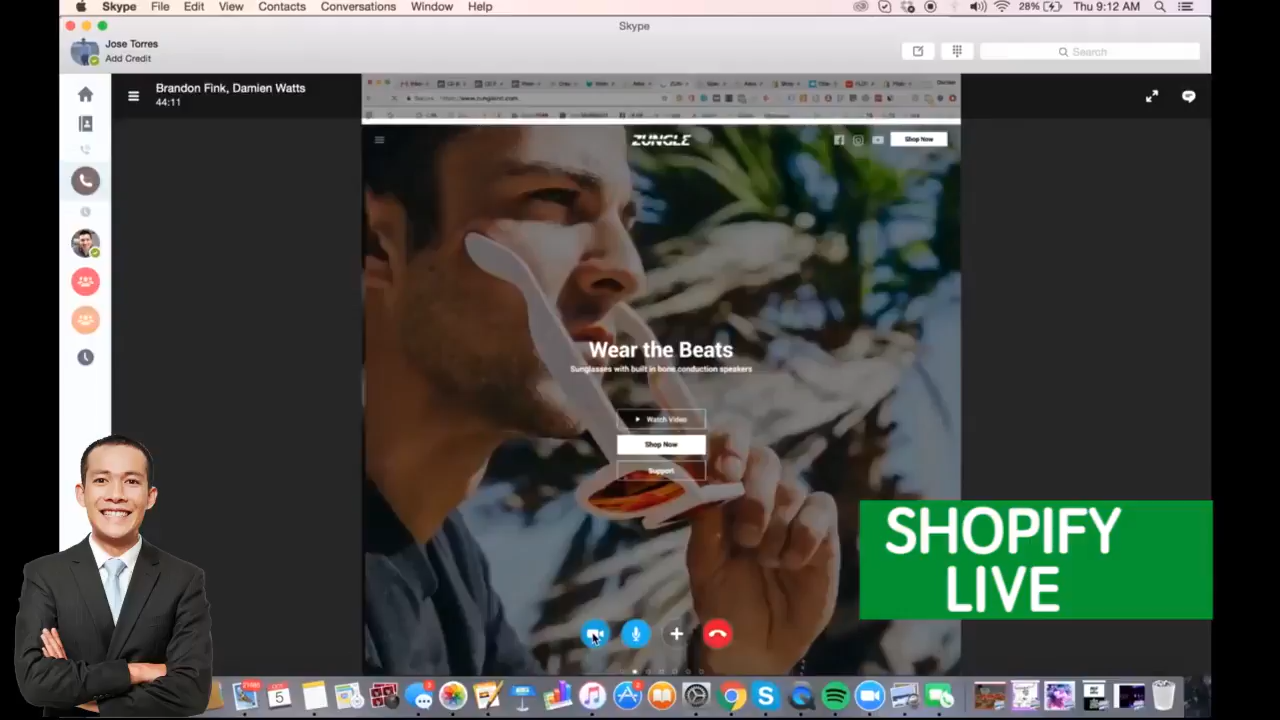 Skype File Edit View Contacts Conversations Window Help
28% Thu 9:12 AM
Skype
Jose Torres
Add Credit
Search
Brandon Fink, Damien Watts
44:11
ZUNGLE
Shop Now
Wear the Beats
Sunglasses with built in bone conduction speakers
Watch Video
Shop Now
Support
SHOPIFY
LIVE